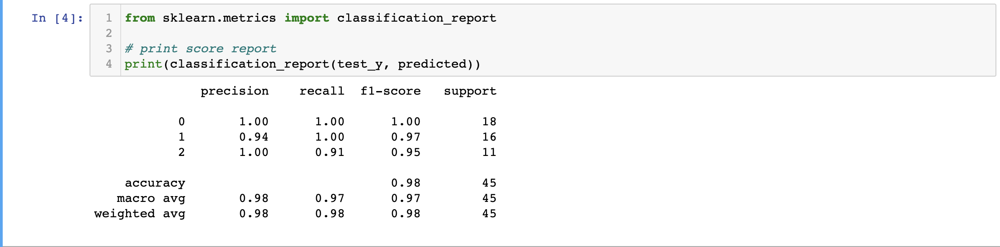 In [4]:
1 from sklearn.metrics import classification_report
2
3 # print score report
4 print(classification_report(test_y, predicted))
precision recall f1-score support
0 1.00 1.00 1.00 18
1 0.94 1.00 0.97 16
2 1.00 0.91 0.95 11
accuracy 0.98 45
macro avg 0.98 0.97 0.97 45
weighted avg 0.98 0.98 0.98 45